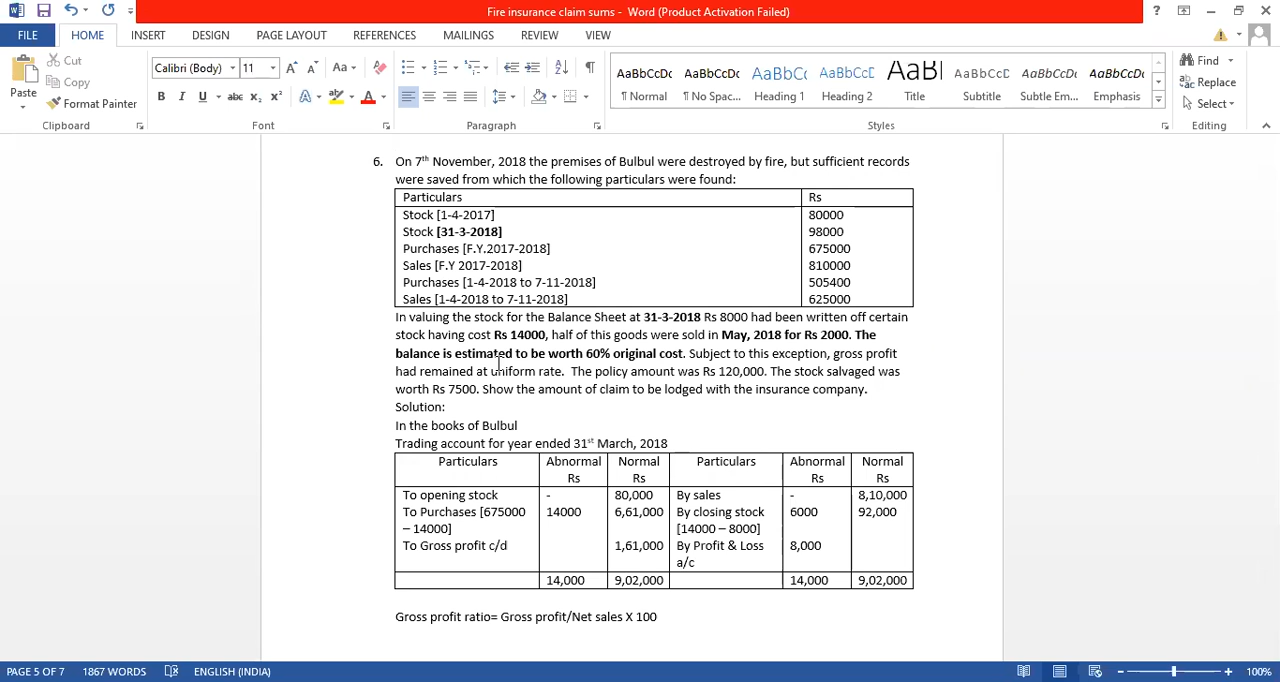 Fire insurance claim sums - Word (Product Activation Failed)
FILE HOME INSERT DESIGN PAGE LAYOUT REFERENCES MAILINGS REVIEW VIEW
Paste
Cut
Copy
Format Painter
Clipboard
Calibri (Body) 11
Font
Paragraph
AaBbCcDc AaBbCcDc AaBbCc AaBbCcDc AaBl AaBbCcDc AaBbCcDc AaBbCcDc
¶ Normal ¶ No Spac... Heading 1 Heading 2 Title Subtitle Subtle Em... Emphasis
Styles
Find
Replace
Select
Editing
6. On 7th November, 2018 the premises of Bulbul were destroyed by fire, but sufficient records
were saved from which the following particulars were found:
Particulars Rs
Stock [1-4-2017] 80000
Stock [31-3-2018] 98000
Purchases [F.Y.2017-2018] 675000
Sales [F.Y 2017-2018] 810000
Purchases [1-4-2018 to 7-11-2018] 505400
Sales [1-4-2018 to 7-11-2018] 625000
In valuing the stock for the Balance Sheet at 31-3-2018 Rs 8000 had been written off certain
stock having cost Rs 14000, half of this goods were sold in May, 2018 for Rs 2000. The
balance is estimated to be worth 60% original cost. Subject to this exception, gross profit
had remained at uniform rate. The policy amount was Rs 120,000. The stock salvaged was
worth Rs 7500. Show the amount of claim to be lodged with the insurance company.
Solution:
In the books of Bulbul
Trading account for year ended 31st March, 2018
Particulars Abnormal Normal Particulars Abnormal Normal
Rs Rs Rs Rs
To opening stock - 80,000 By sales - 8,10,000
To Purchases [675000 14000 6,61,000 By closing stock 6000 92,000
– 14000] [14000 – 8000]
To Gross profit c/d 1,61,000 By Profit & Loss 8,000
a/c
14,000 9,02,000 14,000 9,02,000
Gross profit ratio= Gross profit/Net sales X 100
PAGE 5 OF 7 1867 WORDS ENGLISH (INDIA) 100%